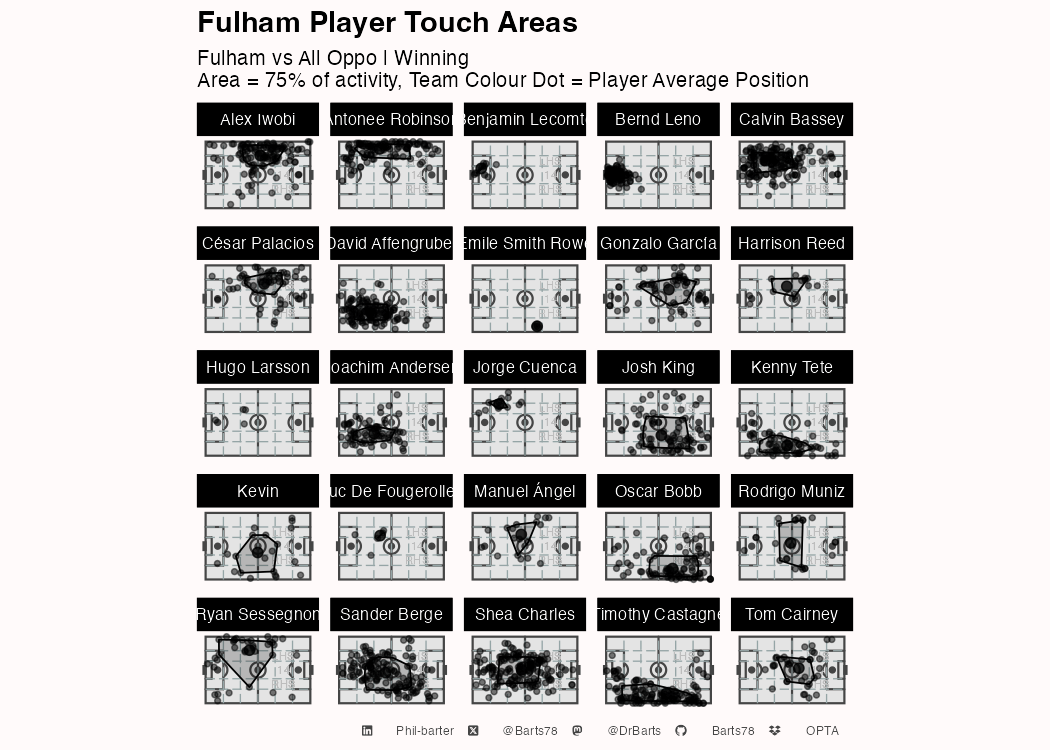 Fulham Player Touch Areas
Fulham vs All Oppo | Winning
Area = 75% of activity, Team Colour Dot = Player Average Position
Alex Iwobi
Antonee Robinson
Benjamin Lecomte
Bernd Leno
Calvin Bassey
César Palacios
David Affengruber
Emile Smith Rowe
Gonzalo García
Harrison Reed
Hugo Larsson
oachim Andersen
Jorge Cuenca
Josh King
Kenny Tete
Kevin
uc De Fougerolle
Manuel Ángel
Oscar Bobb
Rodrigo Muniz
Ryan Sessegnon
Sander Berge
Shea Charles
Timothy Castagne
Tom Cairney
Phil-barter @Barts78 @DrBarts Barts78 OPTA